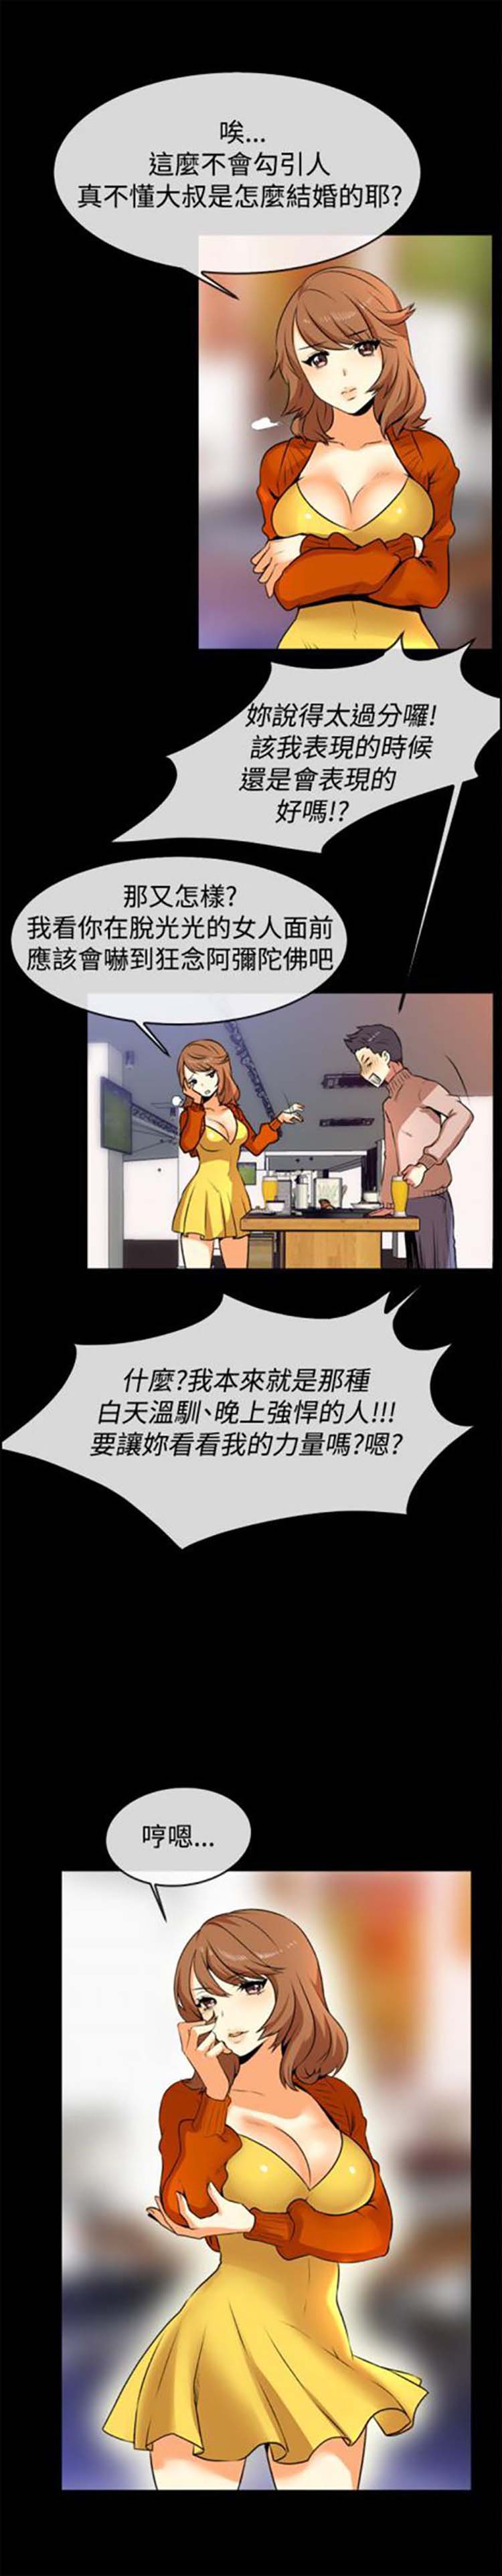 唉...
這麼不會勾引人
真不懂大叔是怎麼結婚的耶?
妳說得太過分囉!
該我表現的時候
還是會表現的
好嗎!?
那又怎樣?
我看你在脫光光的女人面前
應該會嚇到狂念阿彌陀佛吧
什麼?我本來就是那種
白天溫馴、晚上強悍的人!!!
要讓妳看看我的力量嗎?嗯?
哼嗯...